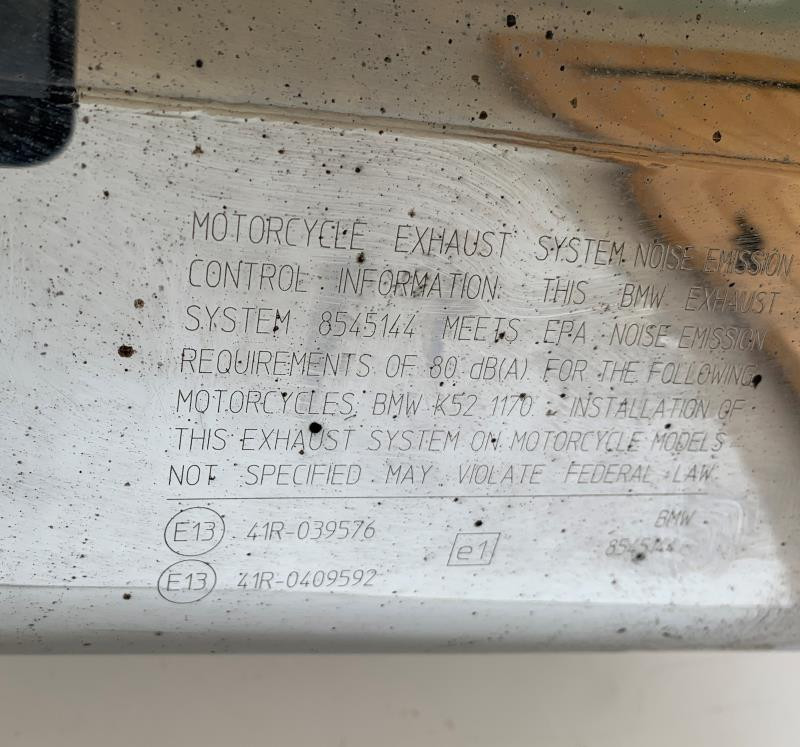 MOTORCYCLE EXHAUST SYSTEM NOISE EMISSION
CONTROL INFORMATION. THIS BMW EXHAUST
SYSTEM 8545144 MEETS EPA NOISE EMISSION
REQUIREMENTS OF 80 dB(A) FOR THE FOLLOWING
MOTORCYCLES: BMW K52 1170 . INSTALLATION OF
THIS EXHAUST SYSTEM ON MOTORCYCLE MODELS
NOT SPECIFIED MAY VIOLATE FEDERAL LAW.
E13 41R-039576 e1 BMW
E13 41R-0409592 8545144